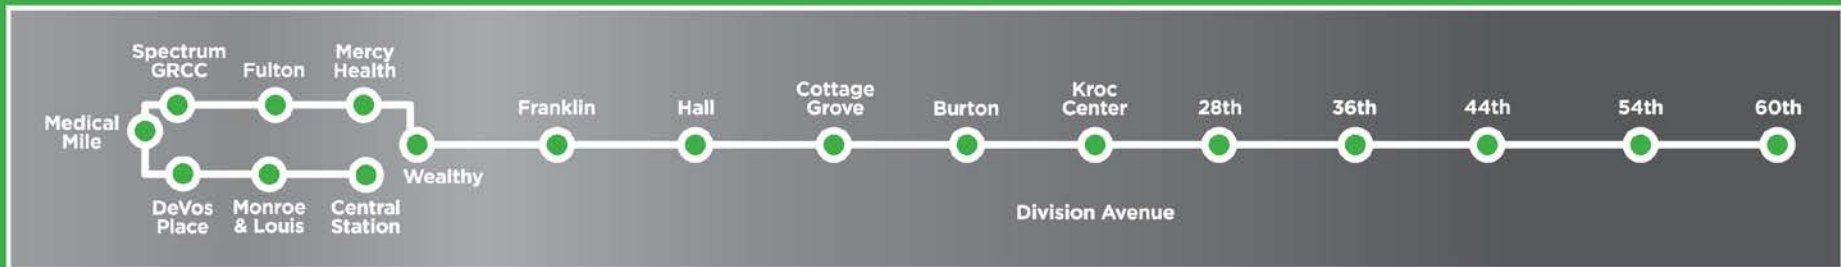 Spectrum
GRCC
Fulton
Mercy
Health
Medical
Mile
DeVos
Place
Monroe
& Louis
Central
Station
Wealthy
Franklin
Hall
Cottage
Grove
Burton
Kroc
Center
28th
36th
44th
54th
60th
Division Avenue